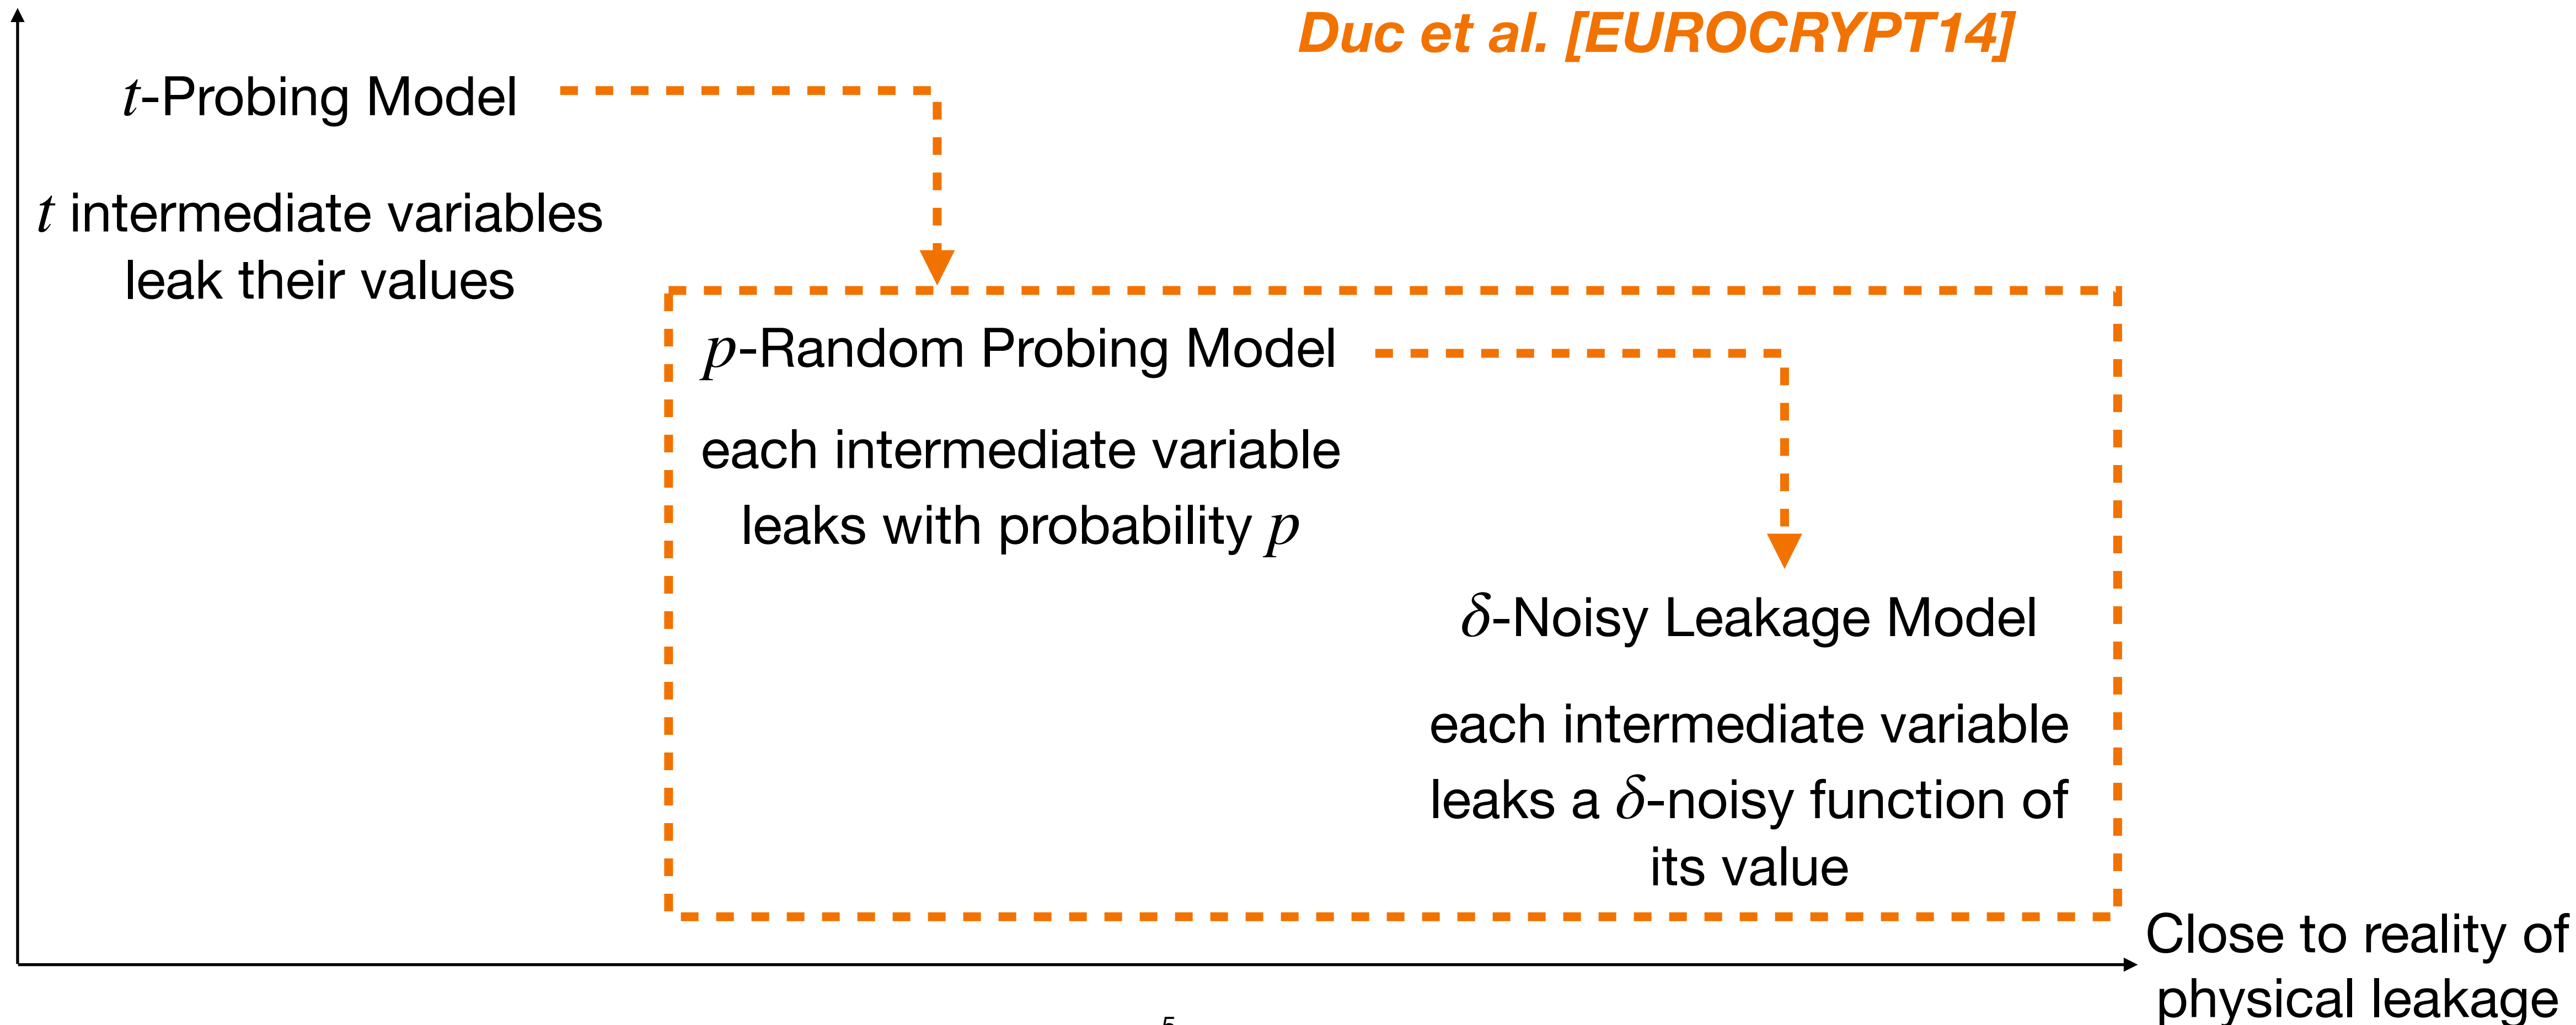 Duc et al. [EUROCRYPT14]
t-Probing Model
t intermediate variables
leak their values
p-Random Probing Model
each intermediate variable
leaks with probability p
δ-Noisy Leakage Model
each intermediate variable
leaks a δ-noisy function of
its value
Close to reality of
physical leakage
5